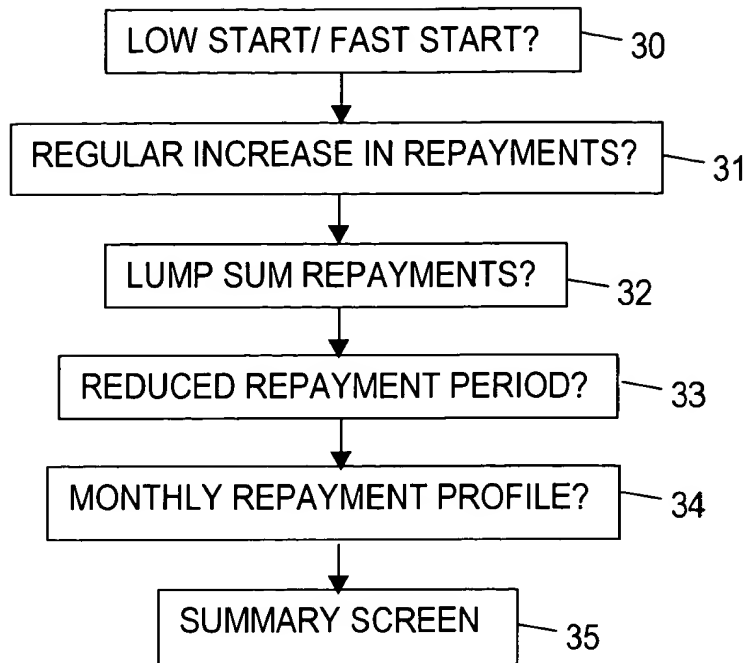 LOW START/ FAST START?
30
REGULAR INCREASE IN REPAYMENTS?
31
LUMP SUM REPAYMENTS?
32
REDUCED REPAYMENT PERIOD?
33
MONTHLY REPAYMENT PROFILE?
34
SUMMARY SCREEN
35